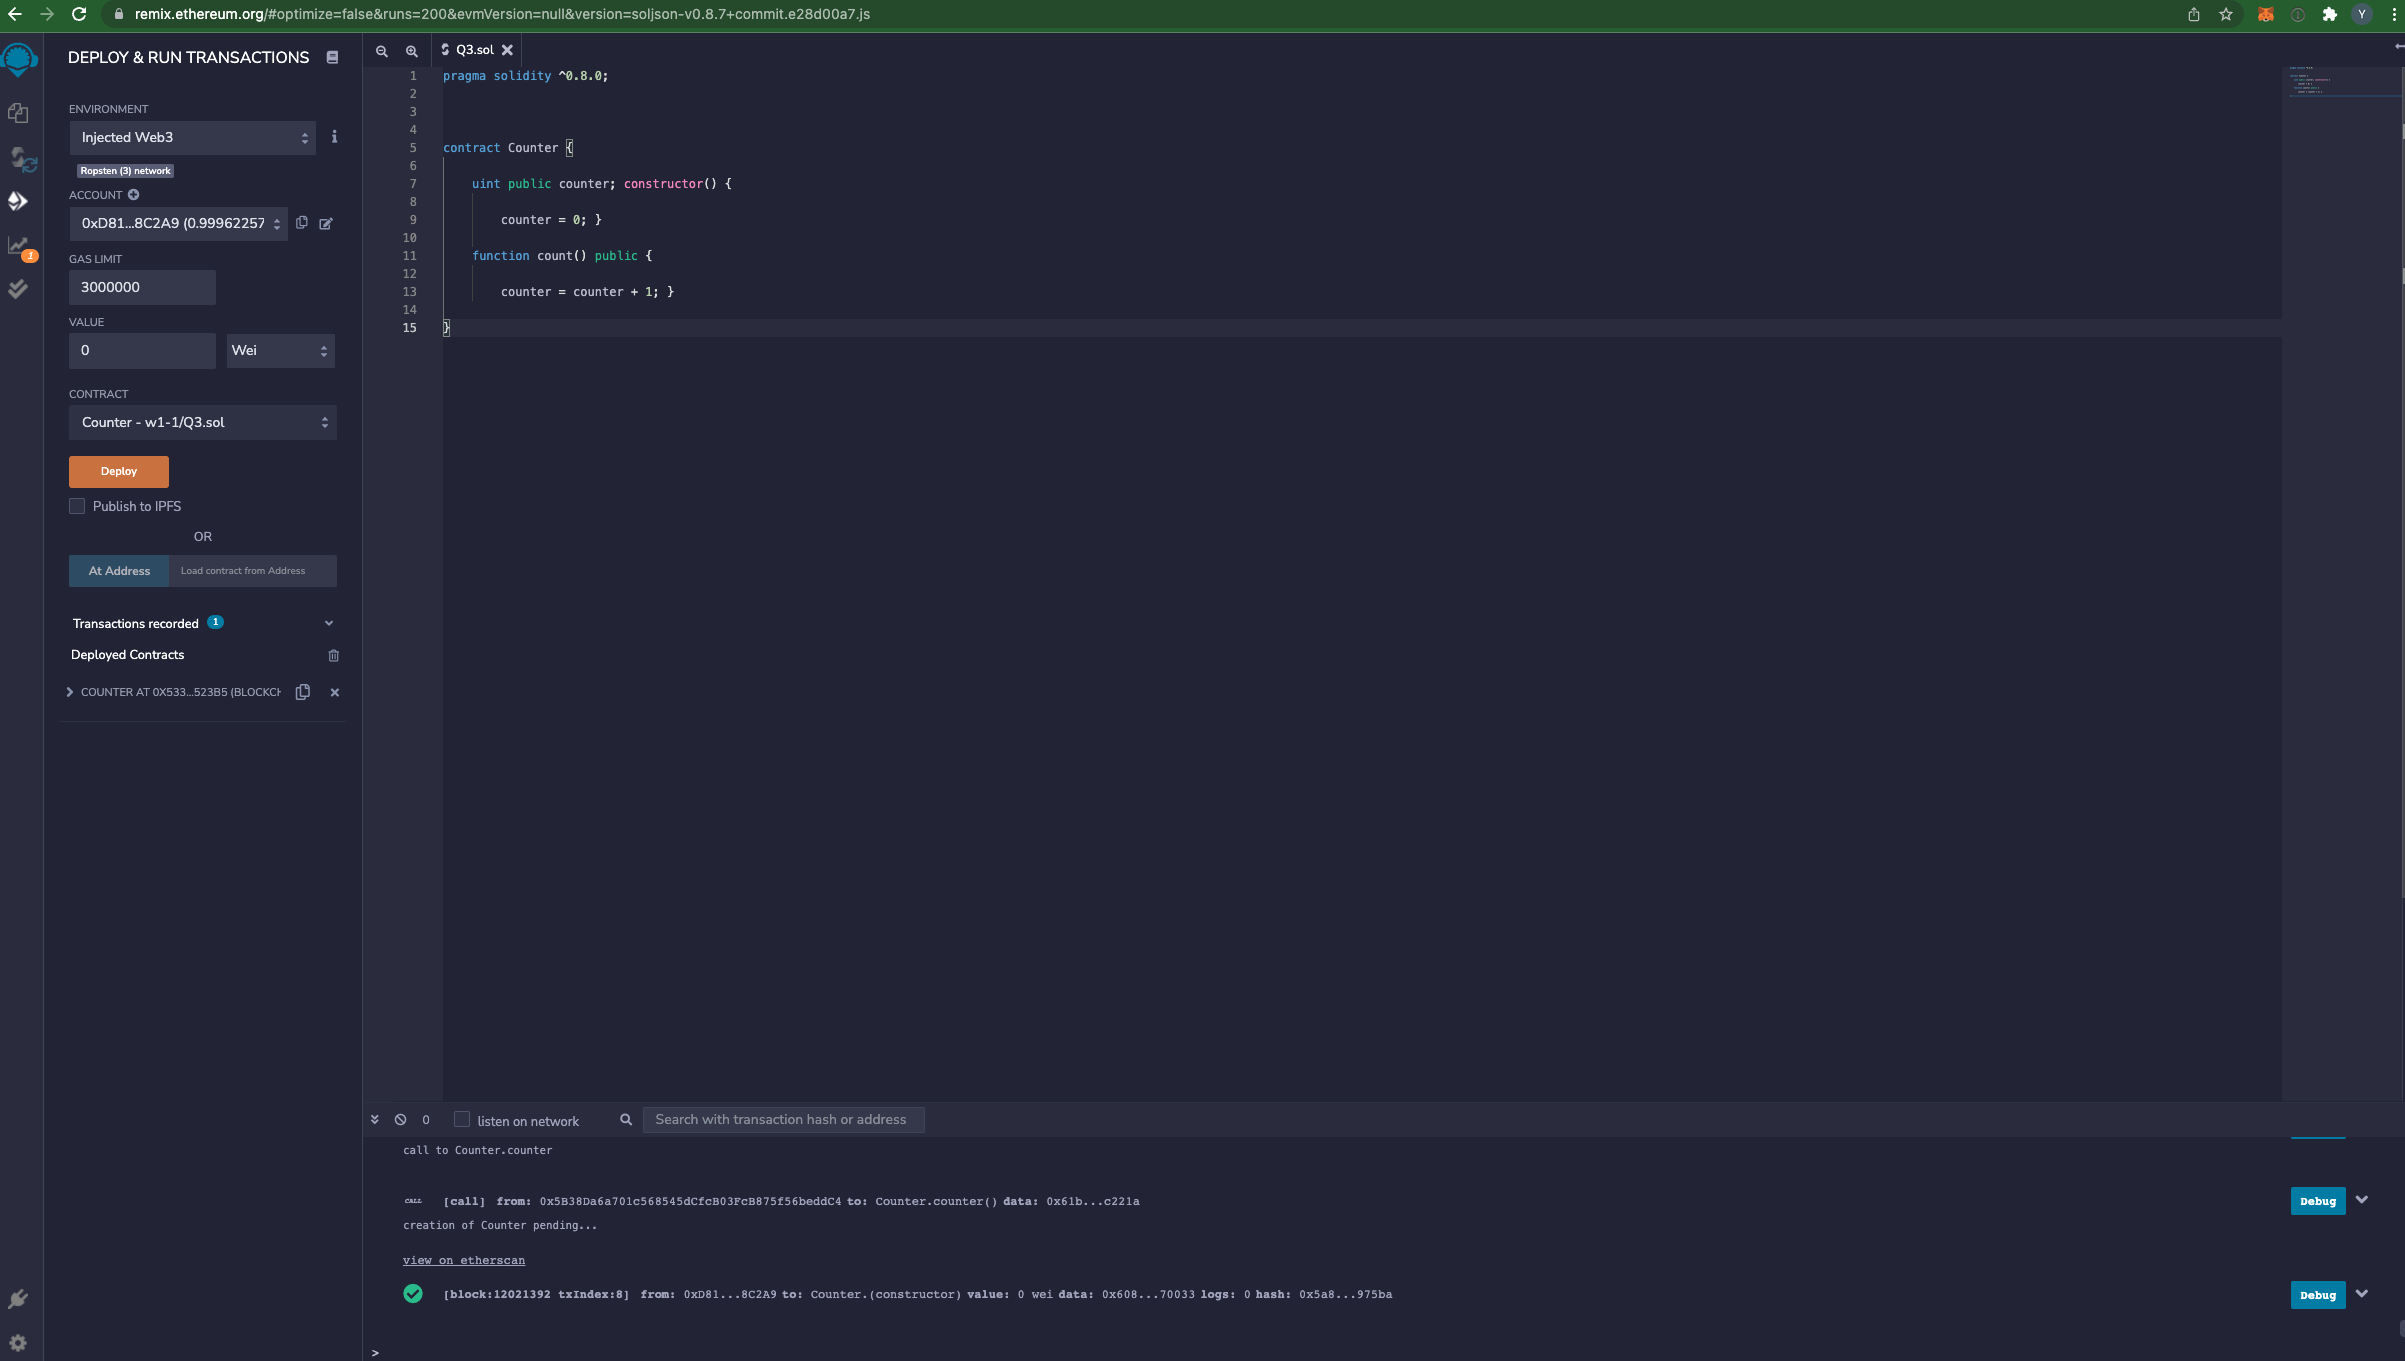 remix.ethereum.org/#optimize=false&runs=200&evmVersion=null&version=soljson-v0.8.7+commit.e28d00a7.js
Y
DEPLOY & RUN TRANSACTIONS
ENVIRONMENT
Injected Web3
Ropsten (3) network
ACCOUNT
0xD81...8C2A9 (0.99962257
GAS LIMIT
3000000
VALUE
0
Wei
CONTRACT
Counter - w1-1/Q3.sol
Deploy
Publish to IPFS
OR
At Address
Load contract from Address
Transactions recorded 1
Deployed Contracts
COUNTER AT 0X533...523B5 (BLOCKCH
1
Q3.sol
1 pragma solidity ^0.8.0;
2
3
4
5 contract Counter {
6
7 uint public counter; constructor() {
8
9 counter = 0; }
10
11 function count() public {
12
13 counter = counter + 1; }
14
15 }
0
listen on network
Search with transaction hash or address
call to Counter.counter
CALL [call] from: 0x5B38Da6a701c568545dCfcB03FcB875f56beddC4 to: Counter.counter() data: 0x61b...c221a
Debug
creation of Counter pending...
view on etherscan
[block:12021392 txIndex:8] from: 0xD81...8C2A9 to: Counter.(constructor) value: 0 wei data: 0x608...70033 logs: 0 hash: 0x5a8...975ba
Debug
>